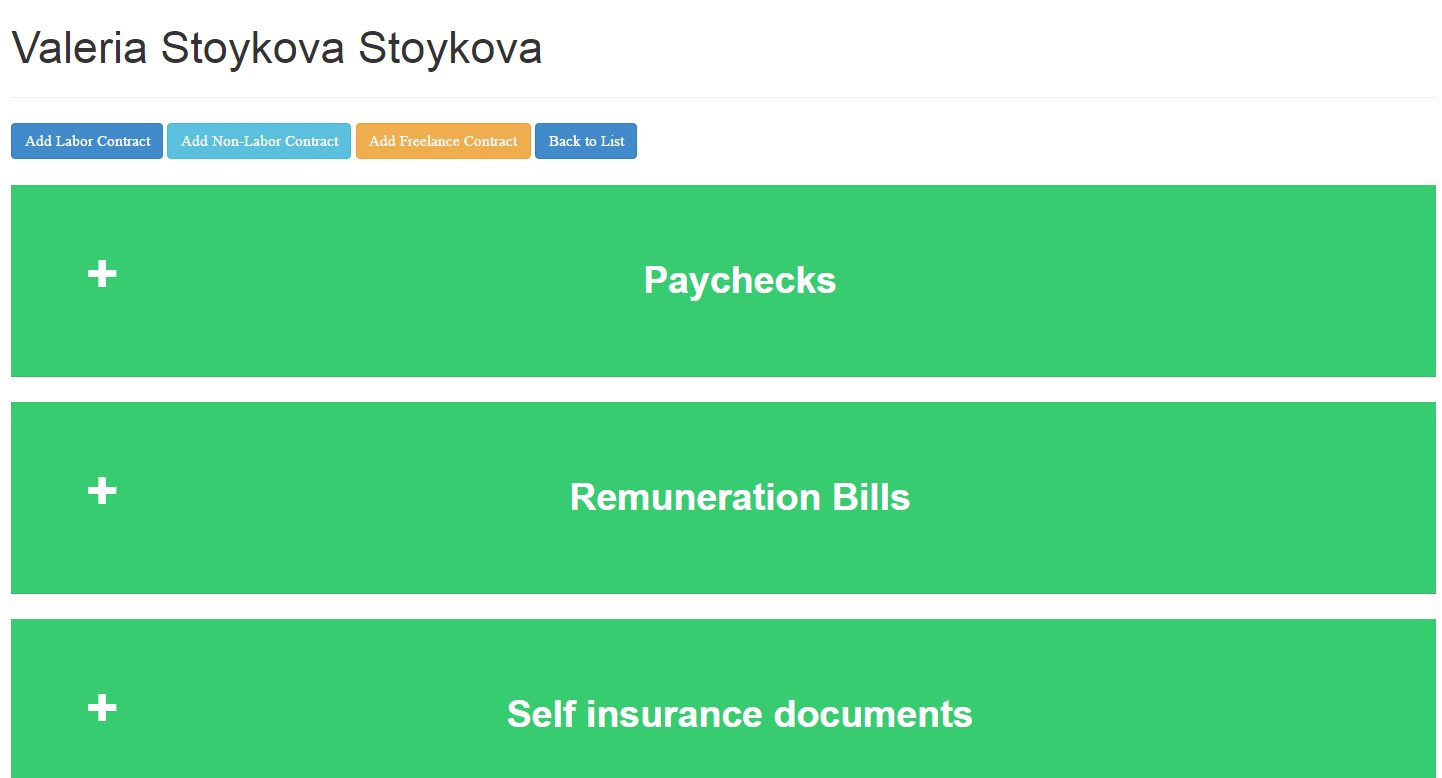 Valeria Stoykova Stoykova
Add Labor Contract Add Non-Labor Contract Add Freelance Contract Back to List
Paychecks
Remuneration Bills
Self insurance documents